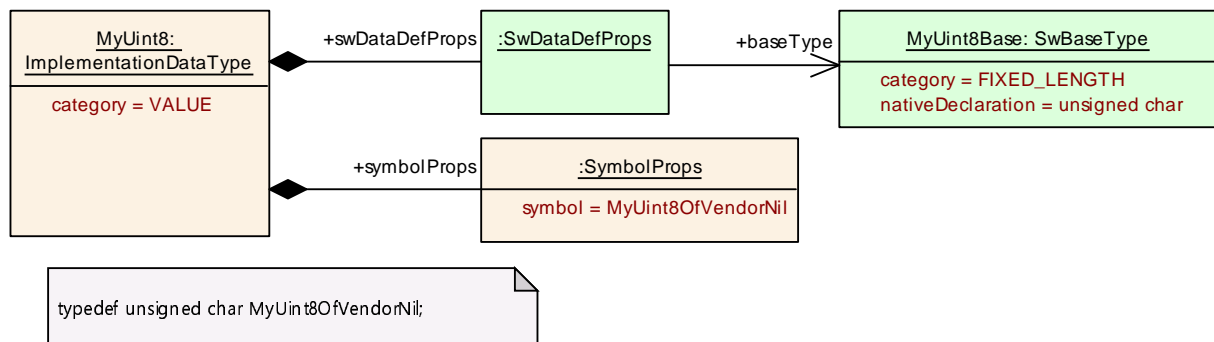 MyUint8:
ImplementationDataType
category = VALUE
+swDataDefProps
:SwDataDefProps
+baseType
MyUint8Base: SwBaseType
category = FIXED_LENGTH
nativeDeclaration = unsigned char
+symbolProps
:SymbolProps
symbol = MyUint8OfVendorNil
typedef unsigned char MyUint8OfVendorNil;